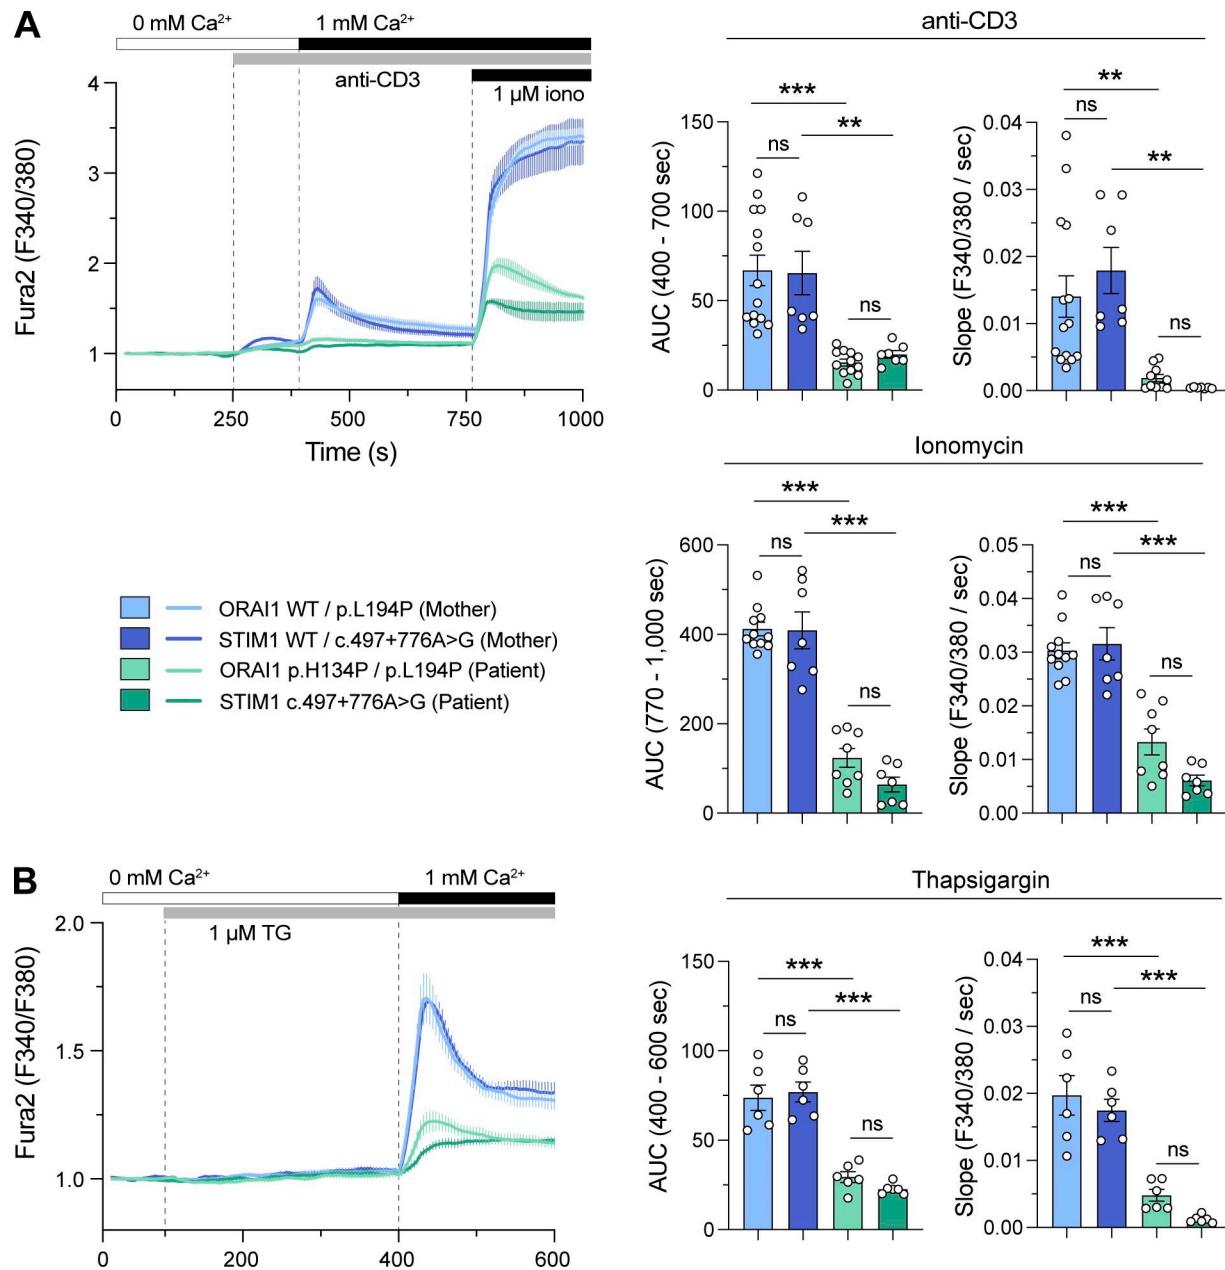 A
0 mM Ca²⁺
1 mM Ca²⁺
anti-CD3
1 µM iono
Fura2 (F340/380)
4
3
2
1
0
250
500
750
1000
Time (s)
anti-CD3
AUC (400 - 700 sec)
150
100
50
0
***
**
ns
ns
Slope (F340/380 / sec)
0.04
0.03
0.02
0.01
0.00
**
ns
**
ns
ORAI1 WT / p.L194P (Mother)
STIM1 WT / c.497+776A>G (Mother)
ORAI1 p.H134P / p.L194P (Patient)
STIM1 c.497+776A>G (Patient)
Ionomycin
AUC (770 - 1,000 sec)
600
400
200
0
***
***
ns
ns
Slope (F340/380 / sec)
0.05
0.04
0.03
0.02
0.01
0.00
***
***
ns
ns
B
0 mM Ca²⁺
1 mM Ca²⁺
1 µM TG
Fura2 (F340/F380)
2.0
1.5
1.0
0
200
400
600
Thapsigargin
AUC (400 - 600 sec)
150
100
50
0
***
***
ns
ns
Slope (F340/380 / sec)
0.04
0.03
0.02
0.01
0.00
***
***
ns
ns